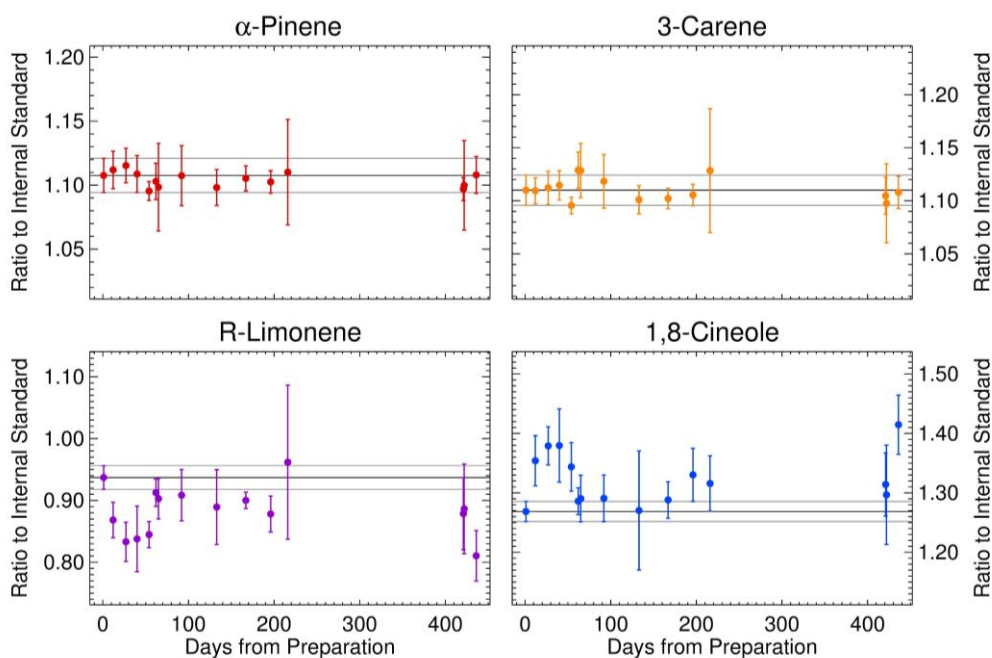 α-Pinene
3-Carene
Ratio to Internal Standard
1.20
1.15
1.10
1.05
1.20
1.15
1.10
1.05
Ratio to Internal Standard
R-Limonene
1,8-Cineole
Ratio to Internal Standard
1.10
1.00
0.90
0.80
1.50
1.40
1.30
1.20
Ratio to Internal Standard
0 100 200 300 400
0 100 200 300 400
Days from Preparation
Days from Preparation